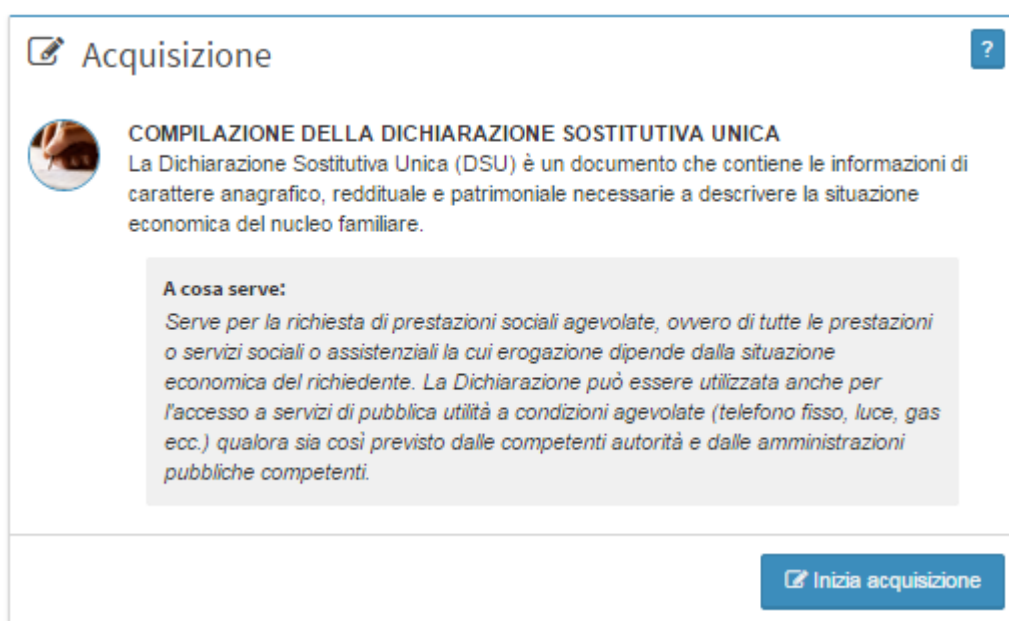 Acquisizione
?
COMPILAZIONE DELLA DICHIARAZIONE SOSTITUTIVA UNICA
La Dichiarazione Sostitutiva Unica (DSU) è un documento che contiene le informazioni di
carattere anagrafico, reddituale e patrimoniale necessarie a descrivere la situazione
economica del nucleo familiare.
A cosa serve:
Serve per la richiesta di prestazioni sociali agevolate, ovvero di tutte le prestazioni
o servizi sociali o assistenziali la cui erogazione dipende dalla situazione
economica del richiedente. La Dichiarazione può essere utilizzata anche per
l'accesso a servizi di pubblica utilità a condizioni agevolate (telefono fisso, luce, gas
ecc.) qualora sia così previsto dalle competenti autorità e dalle amministrazioni
pubbliche competenti.
Inizia acquisizione